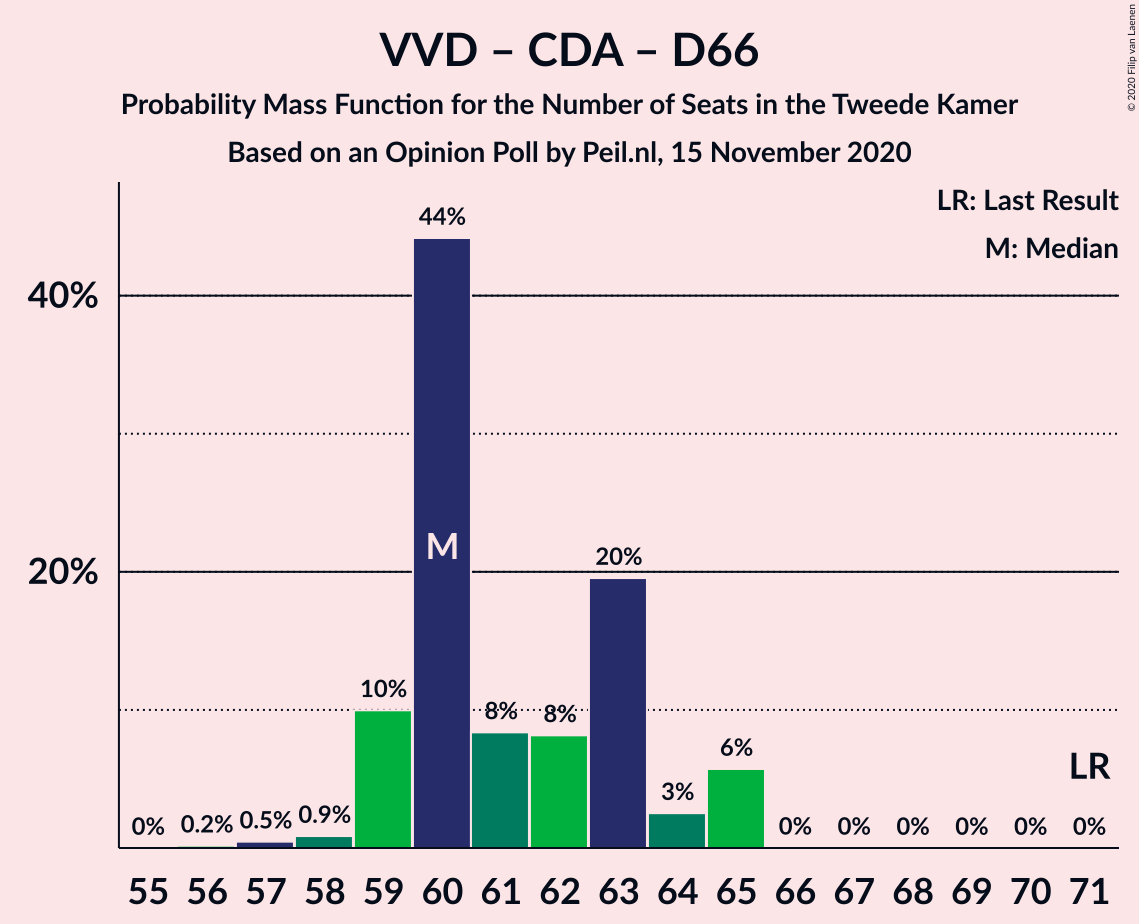 VVD – CDA – D66
Probability Mass Function for the Number of Seats in the Tweede Kamer
Based on an Opinion Poll by Peil.nl, 15 November 2020
© 2020 Filip van Laenen
LR: Last Result
M: Median
40%
20%
0% 0.2% 0.5% 0.9% 10% 44% 8% 8% 20% 3% 6% 0% 0% 0% 0% 0% 0%
M
LR
55 56 57 58 59 60 61 62 63 64 65 66 67 68 69 70 71